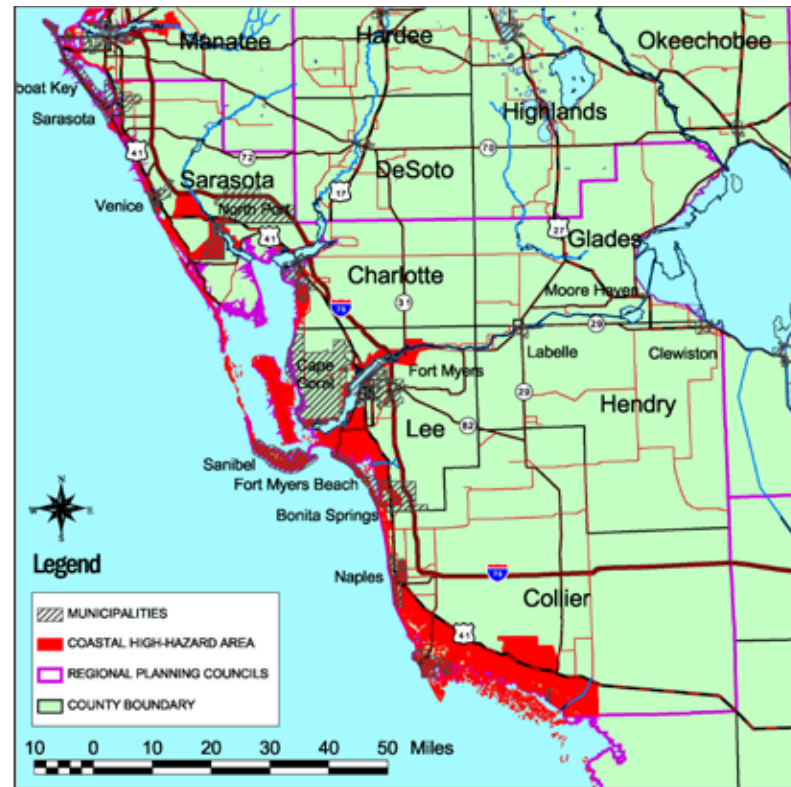 Manatee
Hardee
Okeechobee
boat Key
Highlands
Sarasota
41
72
70
DeSoto
Sarasota
17
Venice
North Port
41
27
Glades
Charlotte
Moore Haven
75
31
29
Labelle
Clewiston
Cape
Coral
Fort Myers
29
Hendry
Lee
82
Sanibel
Fort Myers Beach
W
E
Bonita Springs
Legend
Naples
75
Collier
MUNICIPALITIES
41
COASTAL HIGH-HAZARD AREA
REGIONAL PLANNING COUNCILS
COUNTY BOUNDARY
10 0 10 20 30 40 50 Miles